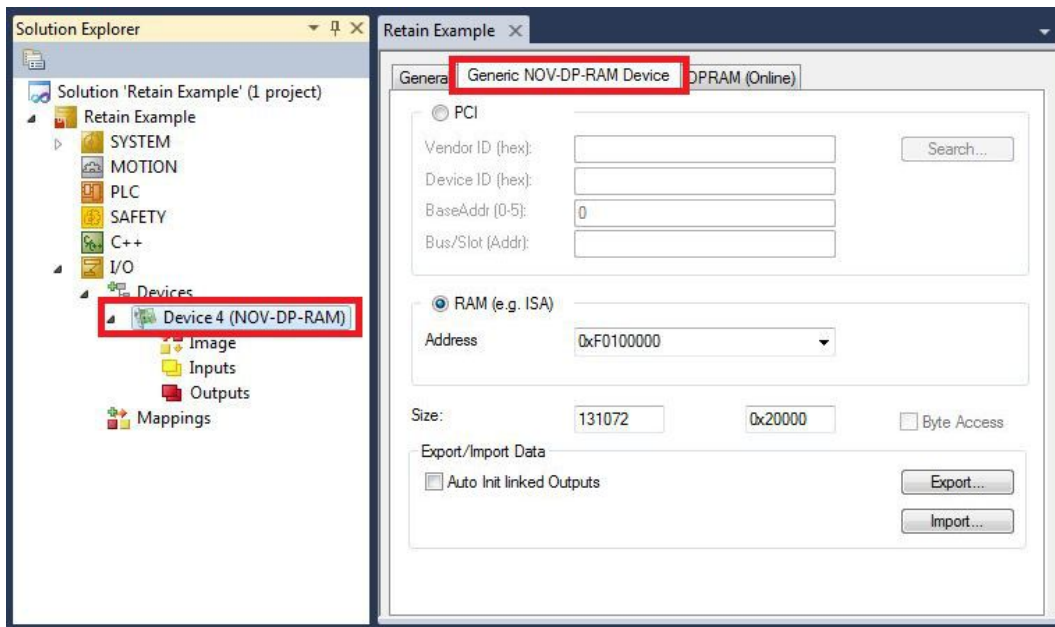 Solution Explorer
Solution 'Retain Example' (1 project)
Retain Example
SYSTEM
MOTION
PLC
SAFETY
C++
I/O
Devices
Device 4 (NOV-DP-RAM)
Image
Inputs
Outputs
Mappings
Retain Example
General Generic NOV-DP-RAM Device DPRAM (Online)
PCI
Vendor ID (hex): Search...
Device ID (hex):
BaseAddr (0-5): 0
Bus/Slot (Addr):
RAM (e.g. ISA)
Address 0xF0100000
Size: 131072 0x20000 Byte Access
Export/Import Data
Auto Init linked Outputs Export...
Import...